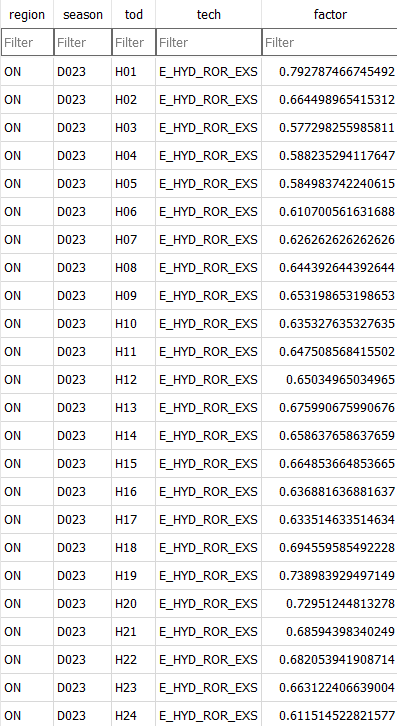 region season tod tech factor
Filter Filter Filter Filter Filter
ON D023 H01 E_HYD_ROR_EXS 0.792787466745492
ON D023 H02 E_HYD_ROR_EXS 0.664498965415312
ON D023 H03 E_HYD_ROR_EXS 0.577298255985811
ON D023 H04 E_HYD_ROR_EXS 0.588235294117647
ON D023 H05 E_HYD_ROR_EXS 0.584983742240615
ON D023 H06 E_HYD_ROR_EXS 0.610700561631688
ON D023 H07 E_HYD_ROR_EXS 0.626262626262626
ON D023 H08 E_HYD_ROR_EXS 0.644392644392644
ON D023 H09 E_HYD_ROR_EXS 0.653198653198653
ON D023 H10 E_HYD_ROR_EXS 0.635327635327635
ON D023 H11 E_HYD_ROR_EXS 0.647508568415502
ON D023 H12 E_HYD_ROR_EXS 0.65034965034965
ON D023 H13 E_HYD_ROR_EXS 0.675990675990676
ON D023 H14 E_HYD_ROR_EXS 0.658637658637659
ON D023 H15 E_HYD_ROR_EXS 0.664853664853665
ON D023 H16 E_HYD_ROR_EXS 0.636881636881637
ON D023 H17 E_HYD_ROR_EXS 0.633514633514634
ON D023 H18 E_HYD_ROR_EXS 0.694559585492228
ON D023 H19 E_HYD_ROR_EXS 0.738983929497149
ON D023 H20 E_HYD_ROR_EXS 0.72951244813278
ON D023 H21 E_HYD_ROR_EXS 0.68594398340249
ON D023 H22 E_HYD_ROR_EXS 0.682053941908714
ON D023 H23 E_HYD_ROR_EXS 0.663122406639004
ON D023 H24 E_HYD_ROR_EXS 0.611514522821577